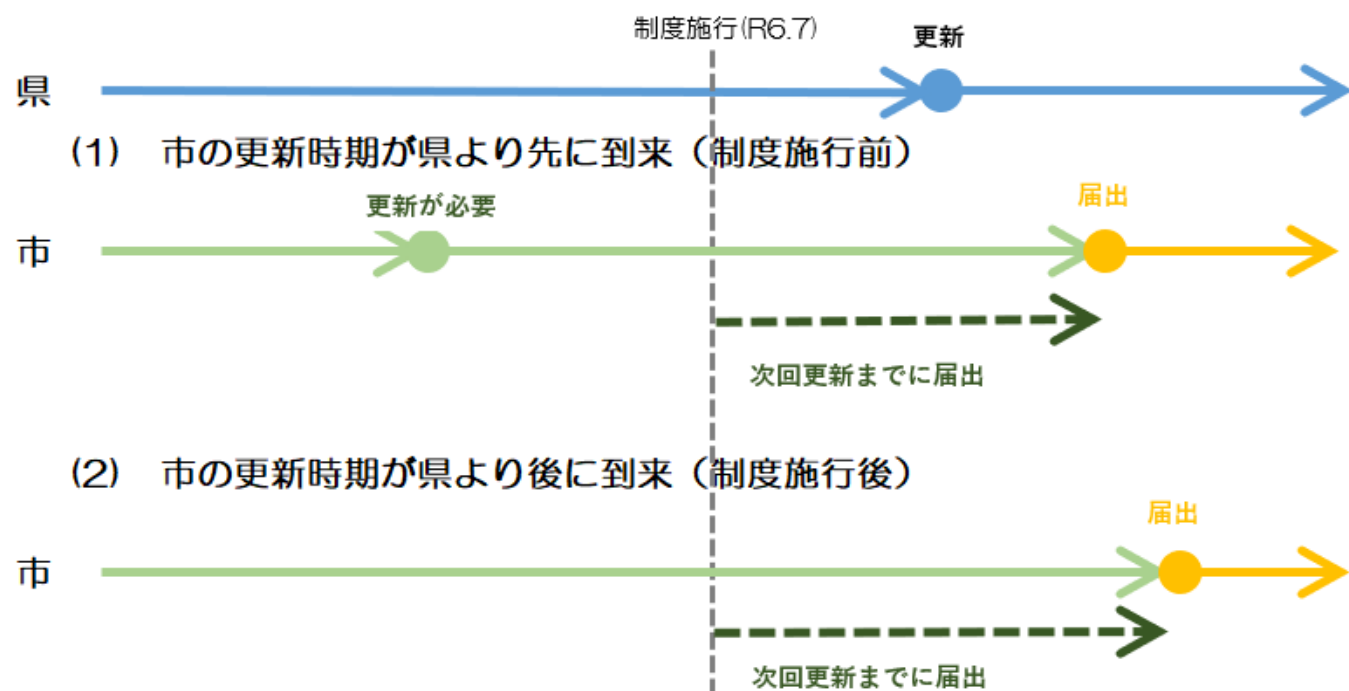 制度施行(R6.7)
更新
県
(1) 市の更新時期が県より先に到来(制度施行前)
更新が必要
届出
市
次回更新までに届出
(2) 市の更新時期が県より後に到来(制度施行後)
届出
市
次回更新までに届出